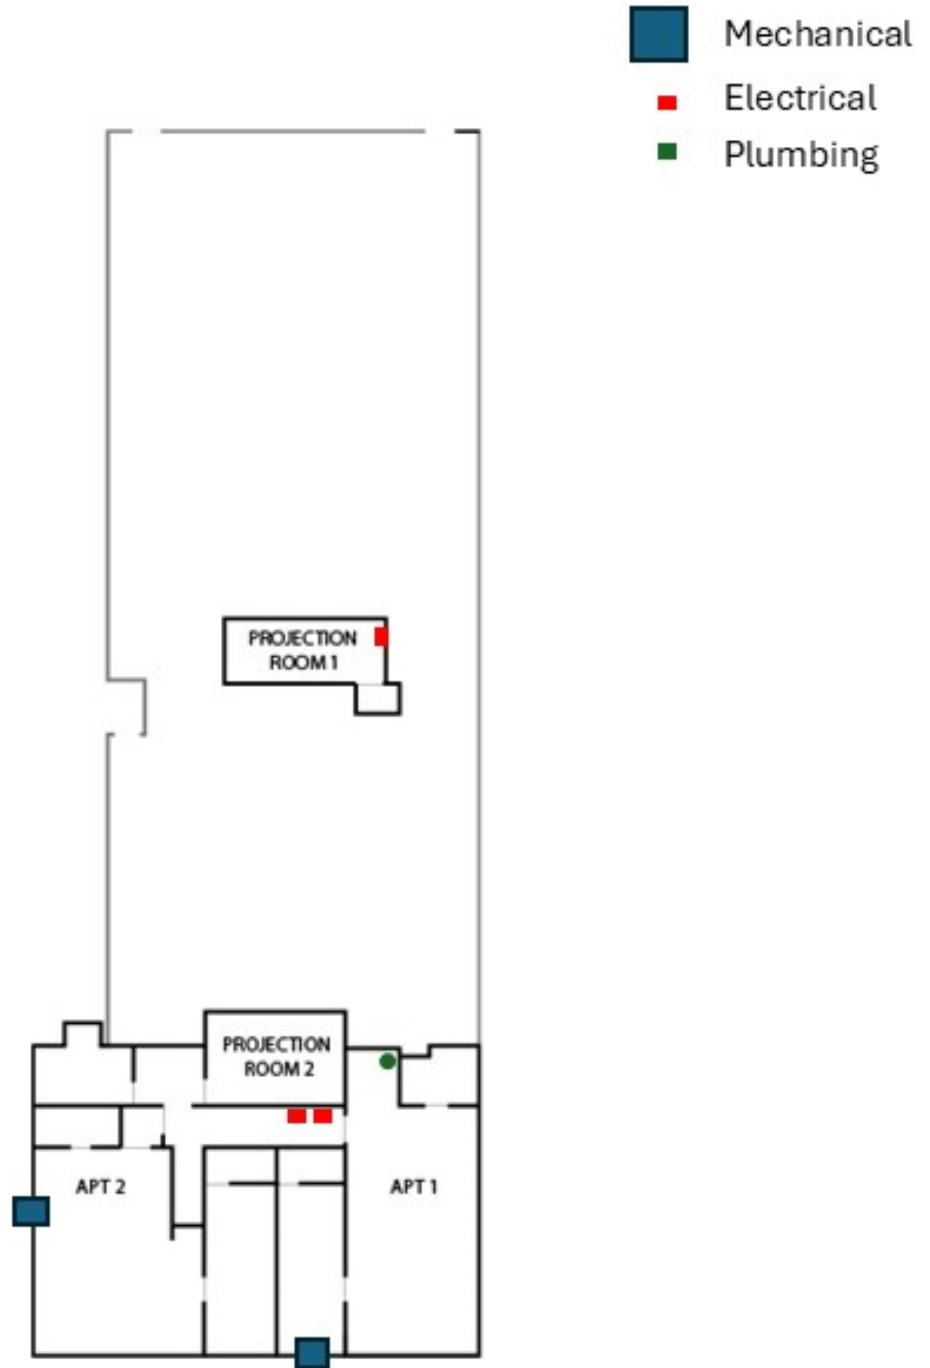 Mechanical
Electrical
Plumbing
PROJECTION
ROOM 1
PROJECTION
ROOM 2
APT 2
APT 1